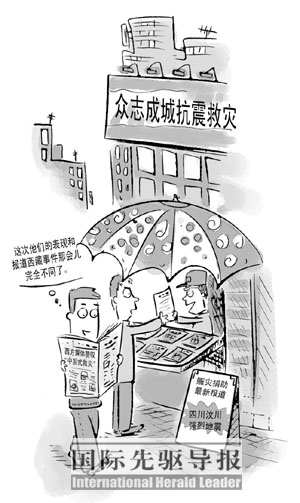 众志成城抗震救灾
这次他们的表现和
报道西藏事件那会儿
完全不同了。
西方媒体赞叹
“中国式救灾”
赈灾捐助
最新报道
四川汶川
强烈地震
国际先驱导报
International Herald Leader